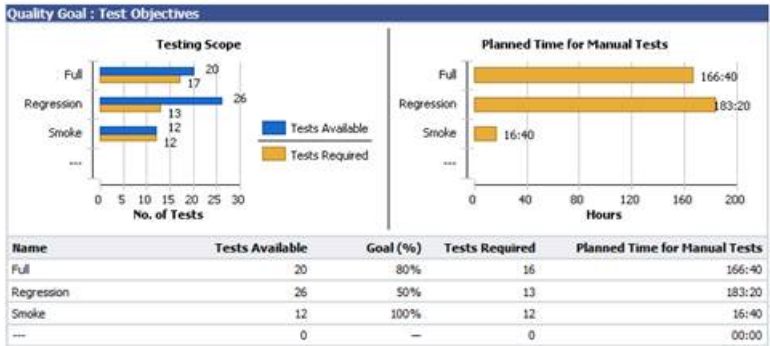 Quality Goal : Test Objectives
Testing Scope
Full
20
17
Regression
26
13
Smoke
12
12
---
Tests Available
Tests Required
0 5 10 15 20 25 30
No. of Tests
Planned Time for Manual Tests
Full
166:40
Regression
183:20
Smoke
16:40
---
0 40 80 120 160 200
Hours
Name Tests Available Goal (%) Tests Required Planned Time for Manual Tests
Full 20 80% 16 166:40
Regression 26 50% 13 183:20
Smoke 12 100% 12 16:40
--- 0 — 0 00:00